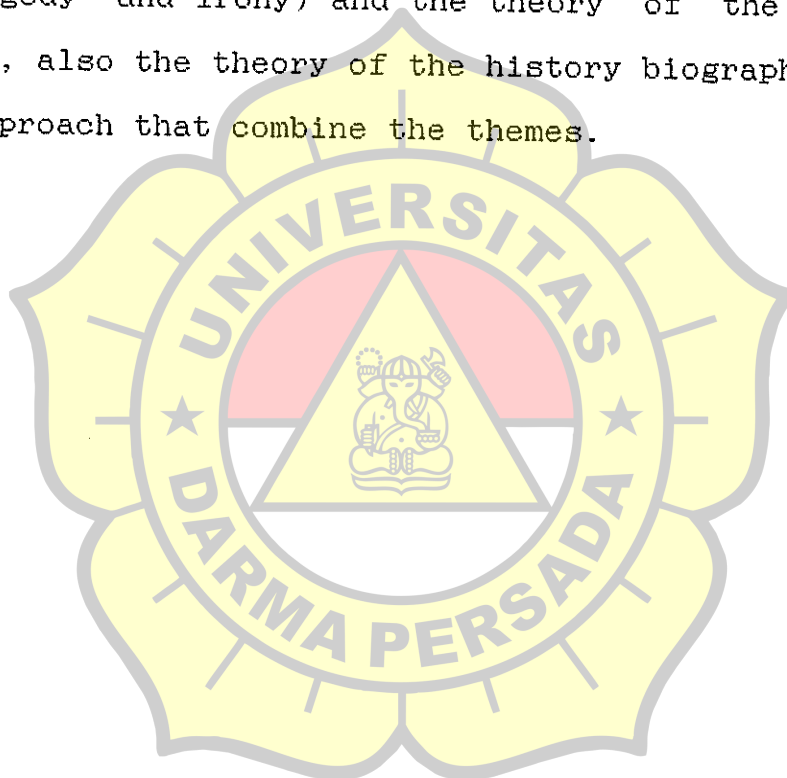 and irony) and the theory of the
, also the theory of the history biograph
proach that combine the themes.
UNIVERSITAS
DARMA PERSADA